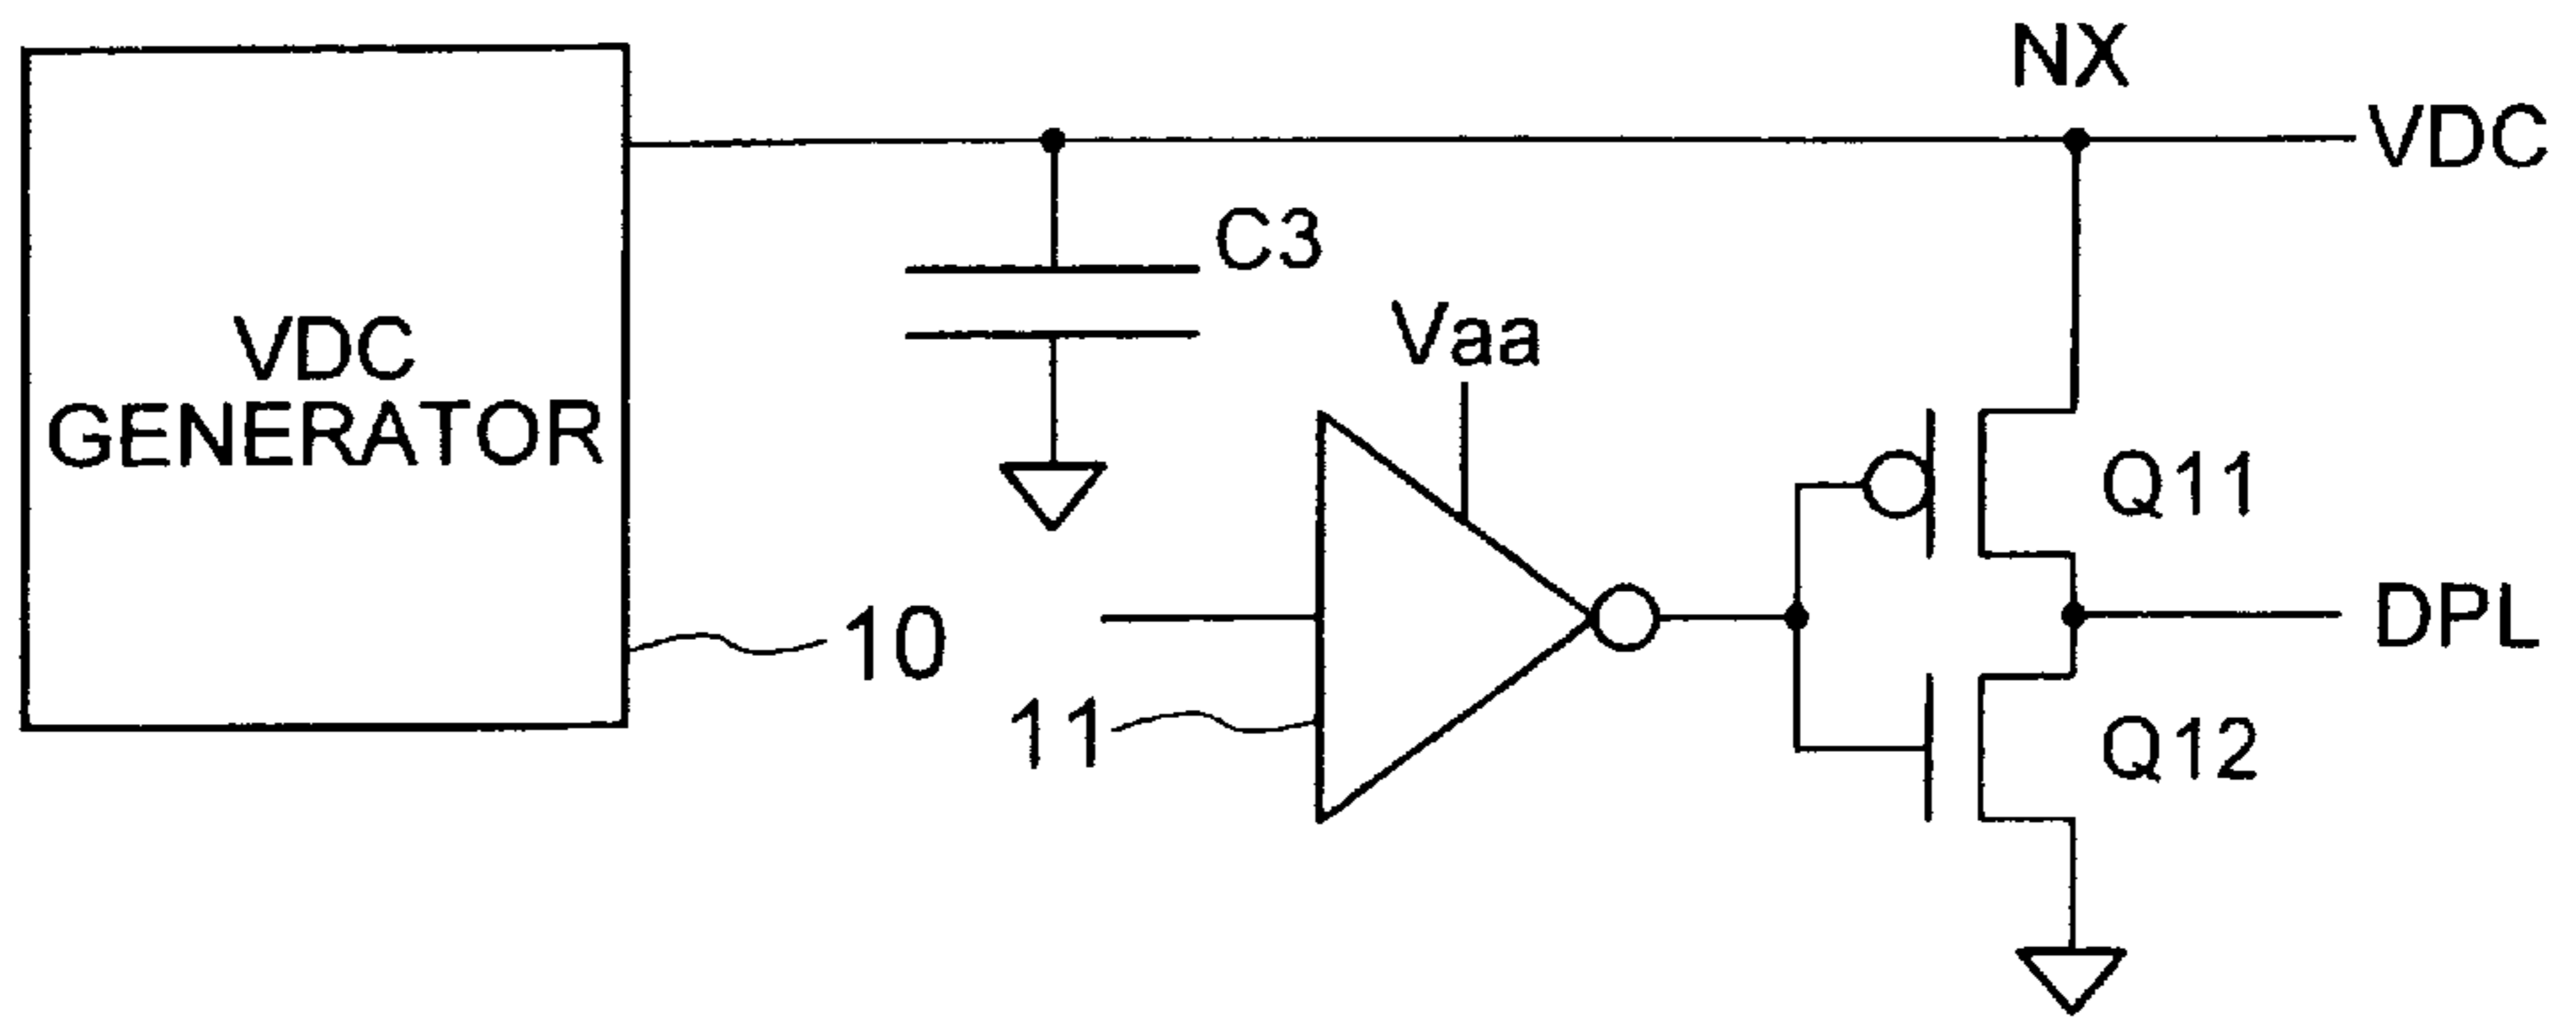 NX
VDC
C3
Vaa
VDC
GENERATOR
Q11
10
DPL
11
Q12